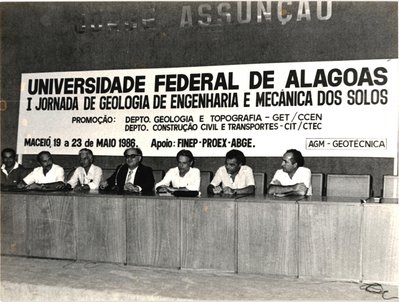 JORGE ASSUNÇÃO
UNIVERSIDADE FEDERAL DE ALAGOAS
I JORNADA DE GEOLOGIA DE ENGENHARIA E MECÂNICA DOS SOLOS
PROMOÇÃO: DEPTO. GEOLOGIA E TOPOGRAFIA - GET/CCEN
DEPTO. CONSTRUÇÃO CIVIL E TRANSPORTES - CIT/CTEC
MACEIÓ, 19 a 23 de MAIO 1986. Apoio: FINEP-PROEX-ABGE.
AGM - GEOTÉCNICA